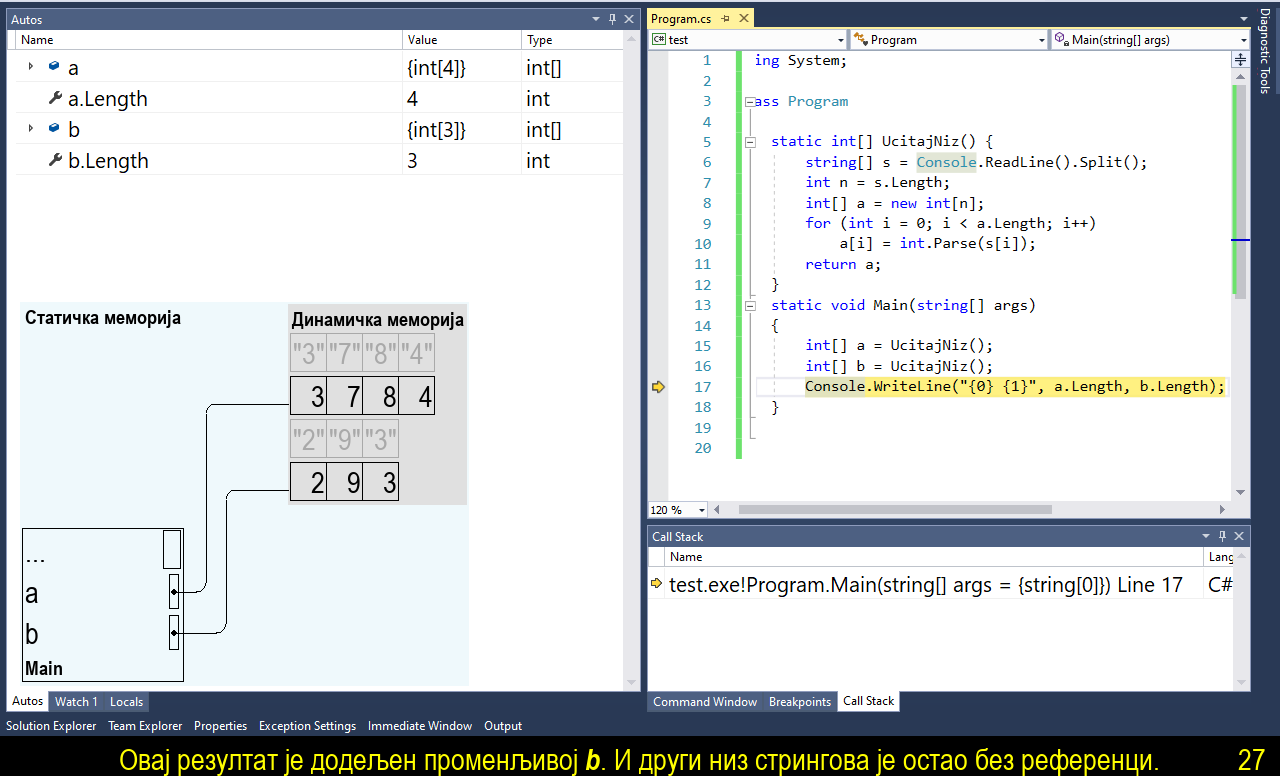 Autos
Name Value Type
a {int[4]} int[]
a.Length 4 int
b {int[3]} int[]
b.Length 3 int
Статичка меморија
Динамичка меморија
"3" "7" "8" "4"
3 7 8 4
"2" "9" "3"
2 9 3
...
a
b
Main
Autos Watch 1 Locals
Solution Explorer Team Explorer Properties Exception Settings Immediate Window Output
Program.cs
C# test Program Main(string[] args)
1 ing System;
2
3 ass Program
4
5 static int[] UcitajNiz() {
6 string[] s = Console.ReadLine().Split();
7 int n = s.Length;
8 int[] a = new int[n];
9 for (int i = 0; i < a.Length; i++)
10 a[i] = int.Parse(s[i]);
11 return a;
12 }
13 static void Main(string[] args)
14 {
15 int[] a = UcitajNiz();
16 int[] b = UcitajNiz();
17 Console.WriteLine("{0} {1}", a.Length, b.Length);
18 }
19
20
120 %
Call Stack
Name Lang
test.exe!Program.Main(string[] args = {string[0]}) Line 17 C#
Command Window Breakpoints Call Stack
Diagnostic Tools
Овај резултат је додељен променљивој b. И други низ стрингова је остао без референци. 27